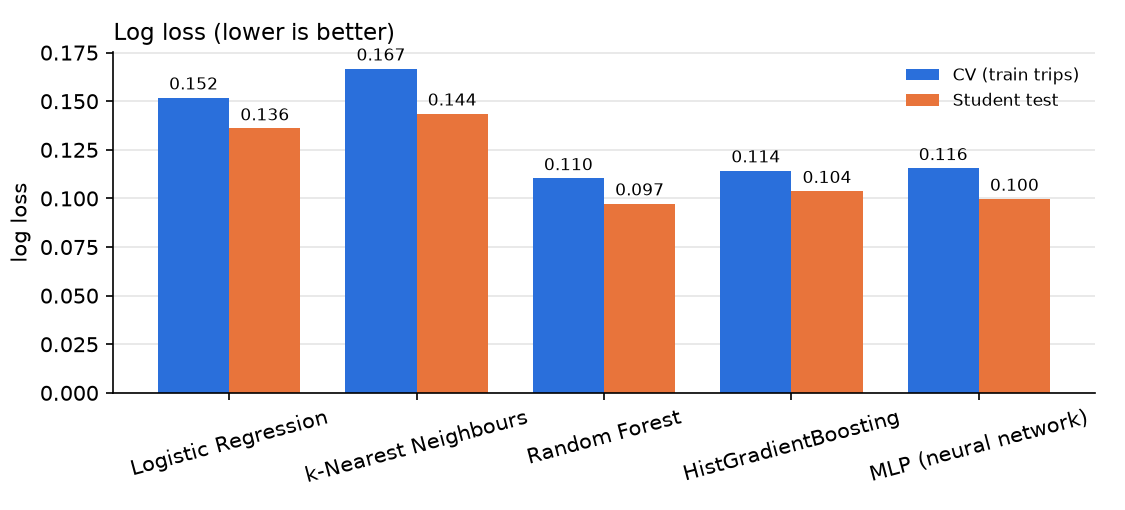 Log loss (lower is better)
log loss
0.175
0.150
0.125
0.100
0.075
0.050
0.025
0.000
0.152
0.136
0.167
0.144
0.110
0.097
0.114
0.104
0.116
0.100
CV (train trips)
Student test
Logistic Regression
k-Nearest Neighbours
Random Forest
HistGradientBoosting
MLP (neural network)